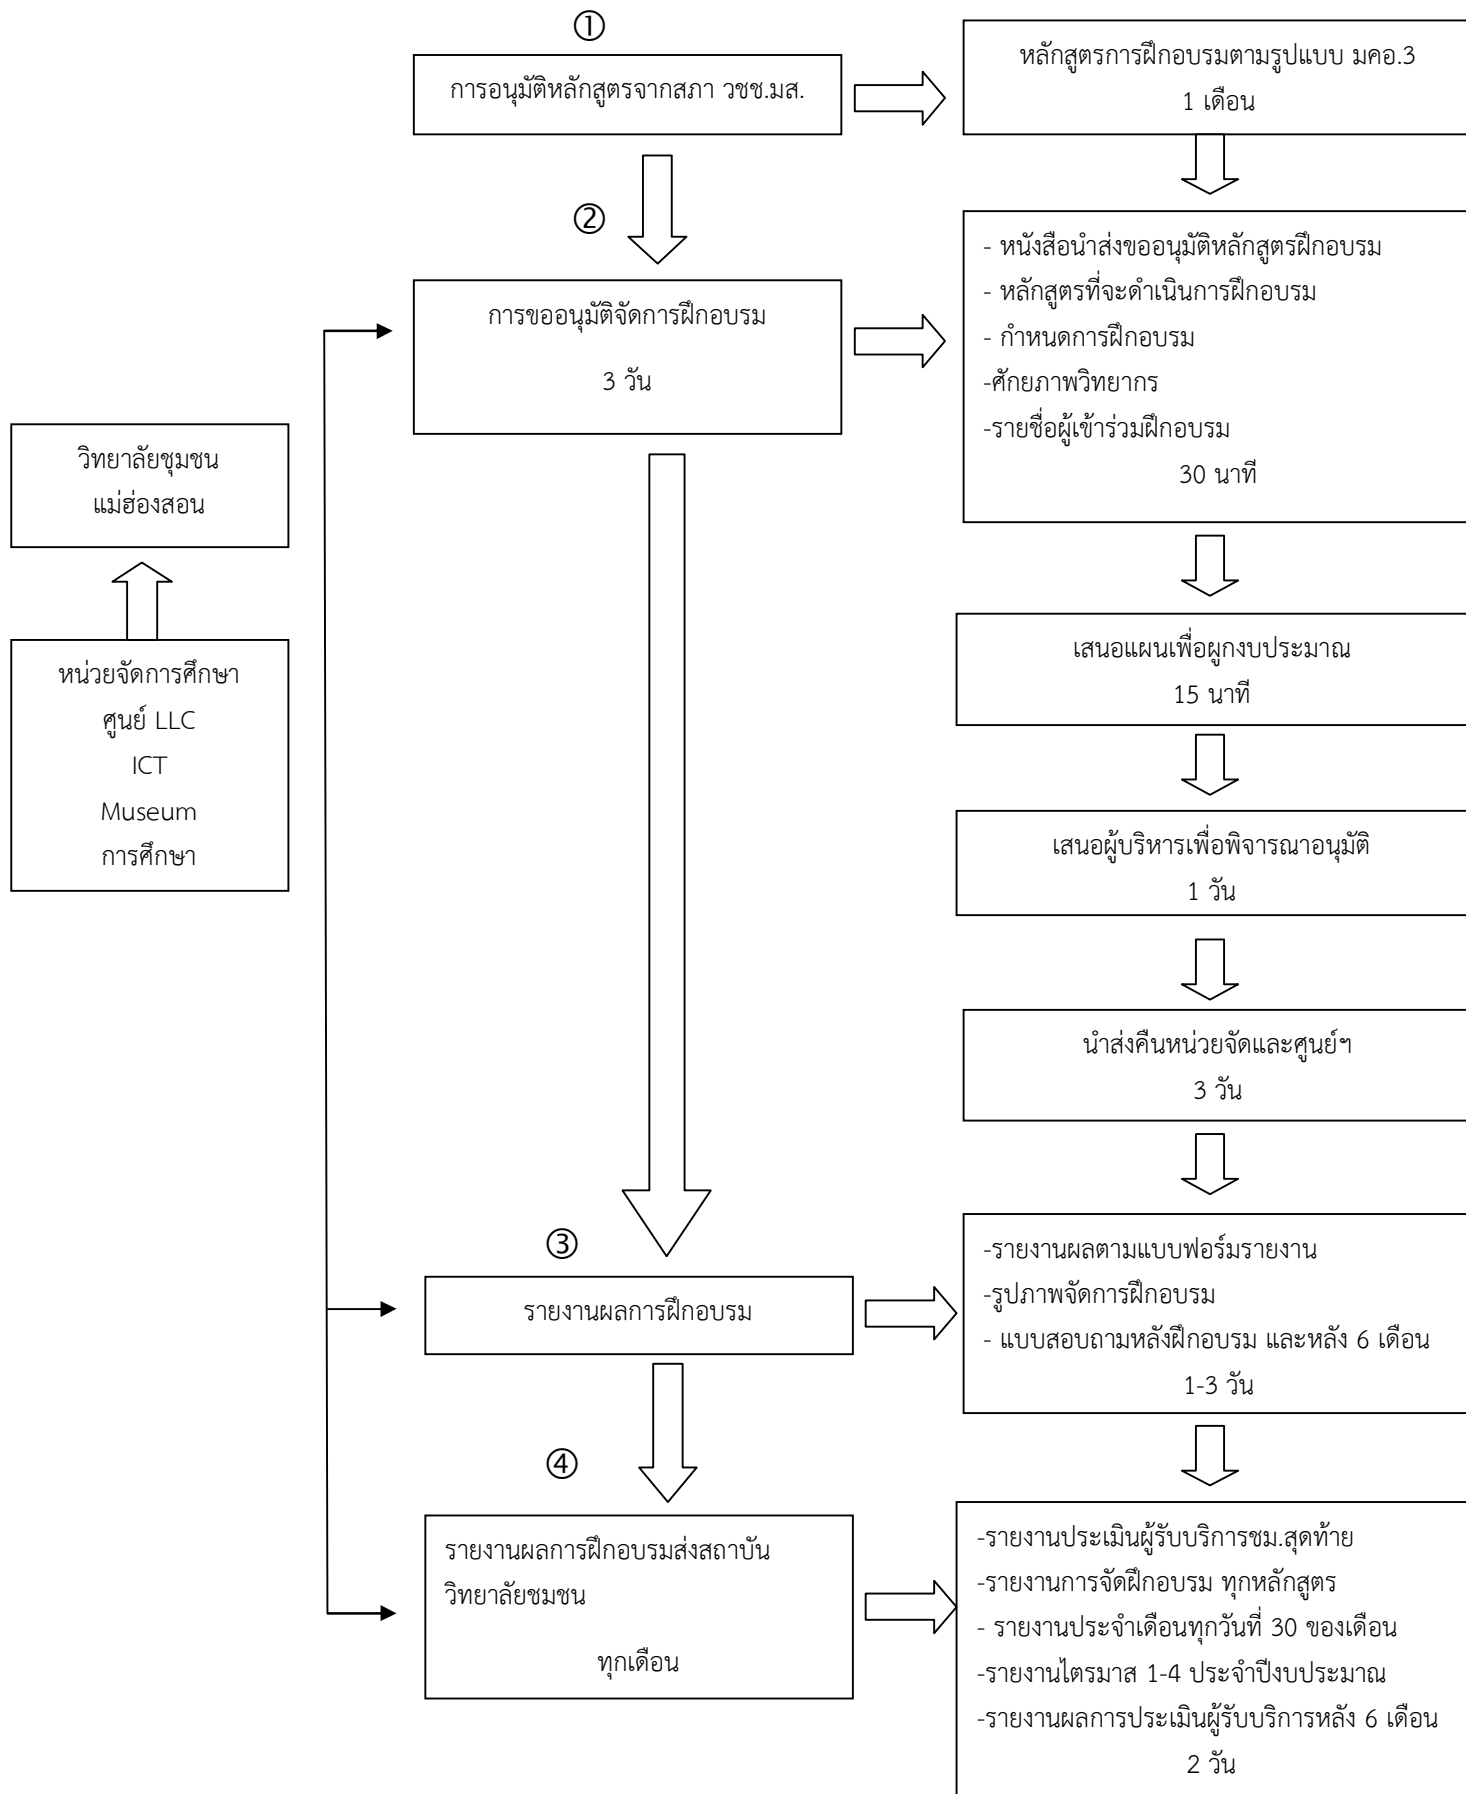 ①
การอนุมัติหลักสูตรจากสภา วชช.มส.
หลักสูตรการฝึกอบรมตามรูปแบบ มคอ.3
1 เดือน
②
การขออนุมัติจัดการฝึกอบรม
3 วัน
- หนังสือนำส่งขออนุมัติหลักสูตรฝึกอบรม
- หลักสูตรที่จะดำเนินการฝึกอบรม
- กำหนดการฝึกอบรม
-ศักยภาพวิทยากร
-รายชื่อผู้เข้าร่วมฝึกอบรม
30 นาที
วิทยาลัยชุมชน
แม่ฮ่องสอน
หน่วยจัดการศึกษา
ศูนย์ LLC
ICT
Museum
การศึกษา
เสนอแผนเพื่อผูกงบประมาณ
15 นาที
เสนอผู้บริหารเพื่อพิจารณาอนุมัติ
1 วัน
นำส่งคืนหน่วยจัดและศูนย์ฯ
3 วัน
③
รายงานผลการฝึกอบรม
-รายงานผลตามแบบฟอร์มรายงาน
-รูปภาพจัดการฝึกอบรม
- แบบสอบถามหลังฝึกอบรม และหลัง 6 เดือน
1-3 วัน
④
รายงานผลการฝึกอบรมส่งสถาบัน
วิทยาลัยชุมชน
ทุกเดือน
-รายงานประเมินผู้รับบริการชม.สุดท้าย
-รายงานการจัดฝึกอบรม ทุกหลักสูตร
- รายงานประจำเดือนทุกวันที่ 30 ของเดือน
-รายงานไตรมาส 1-4 ประจำปีงบประมาณ
-รายงานผลการประเมินผู้รับบริการหลัง 6 เดือน
2 วัน